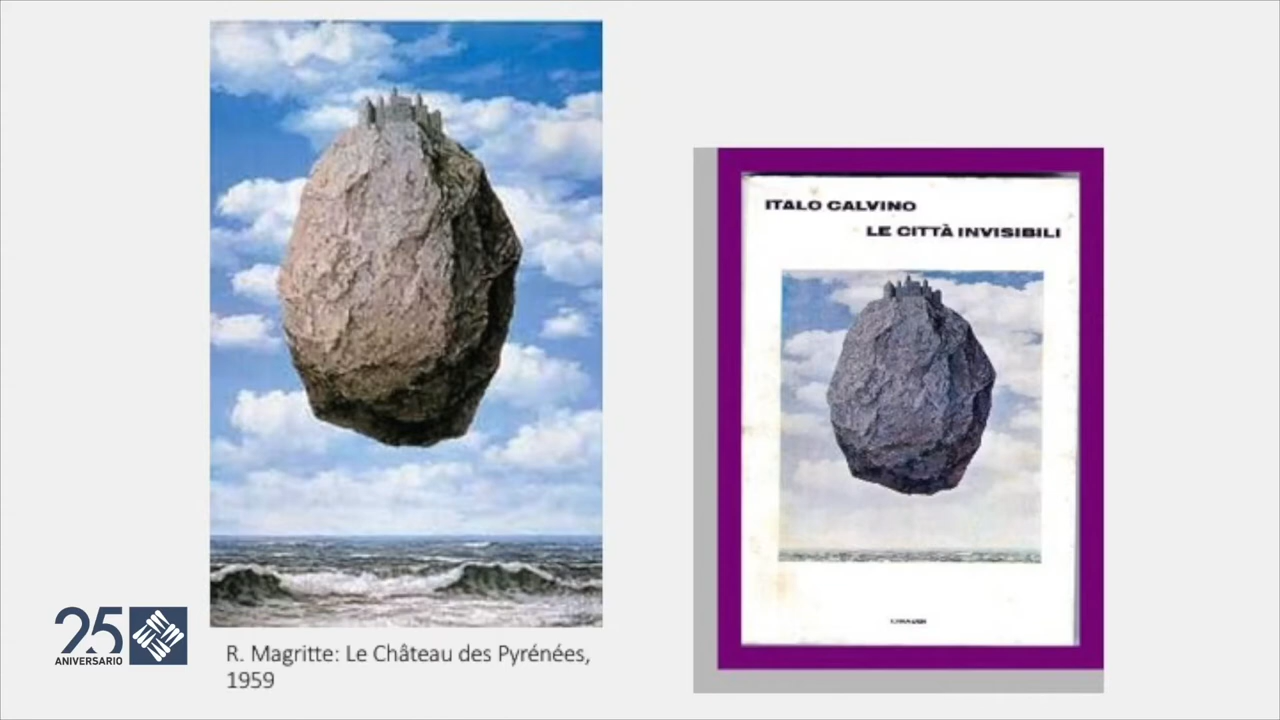 ITALO CALVINO
LE CITTÀ INVISIBILI
25
ANIVERSARIO
R. Magritte: Le Château des Pyrénées,
1959